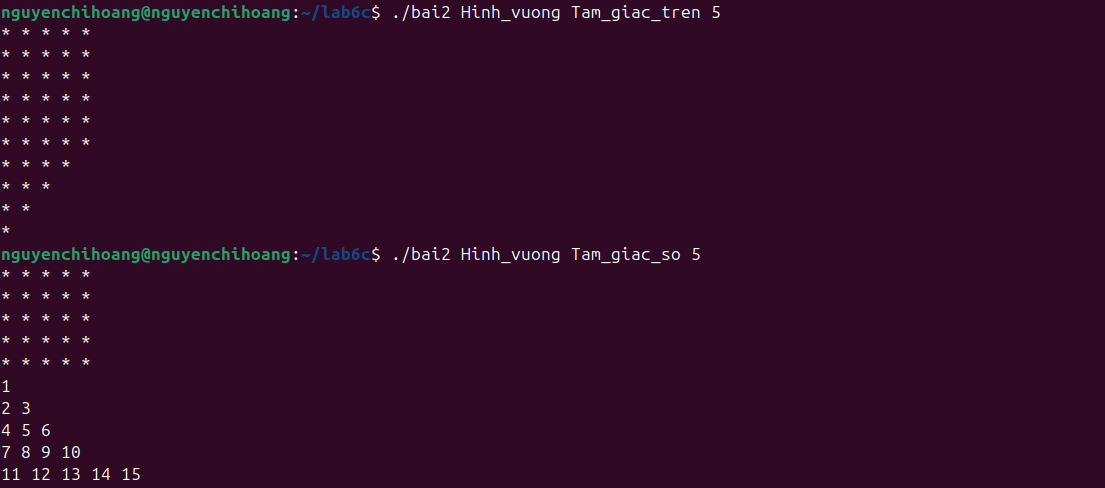 nguyenchihoang@nguyenchihoang:~/lab6c$ ./bai2 Hinh_vuong Tam_giac_tren 5
* * * * *
* * * * *
* * * * *
* * * * *
* * * * *
* * * * *
* * * *
* * *
* *
*
nguyenchihoang@nguyenchihoang:~/lab6c$ ./bai2 Hinh_vuong Tam_giac_so 5
* * * * *
* * * * *
* * * * *
* * * * *
* * * * *
1
2 3
4 5 6
7 8 9 10
11 12 13 14 15